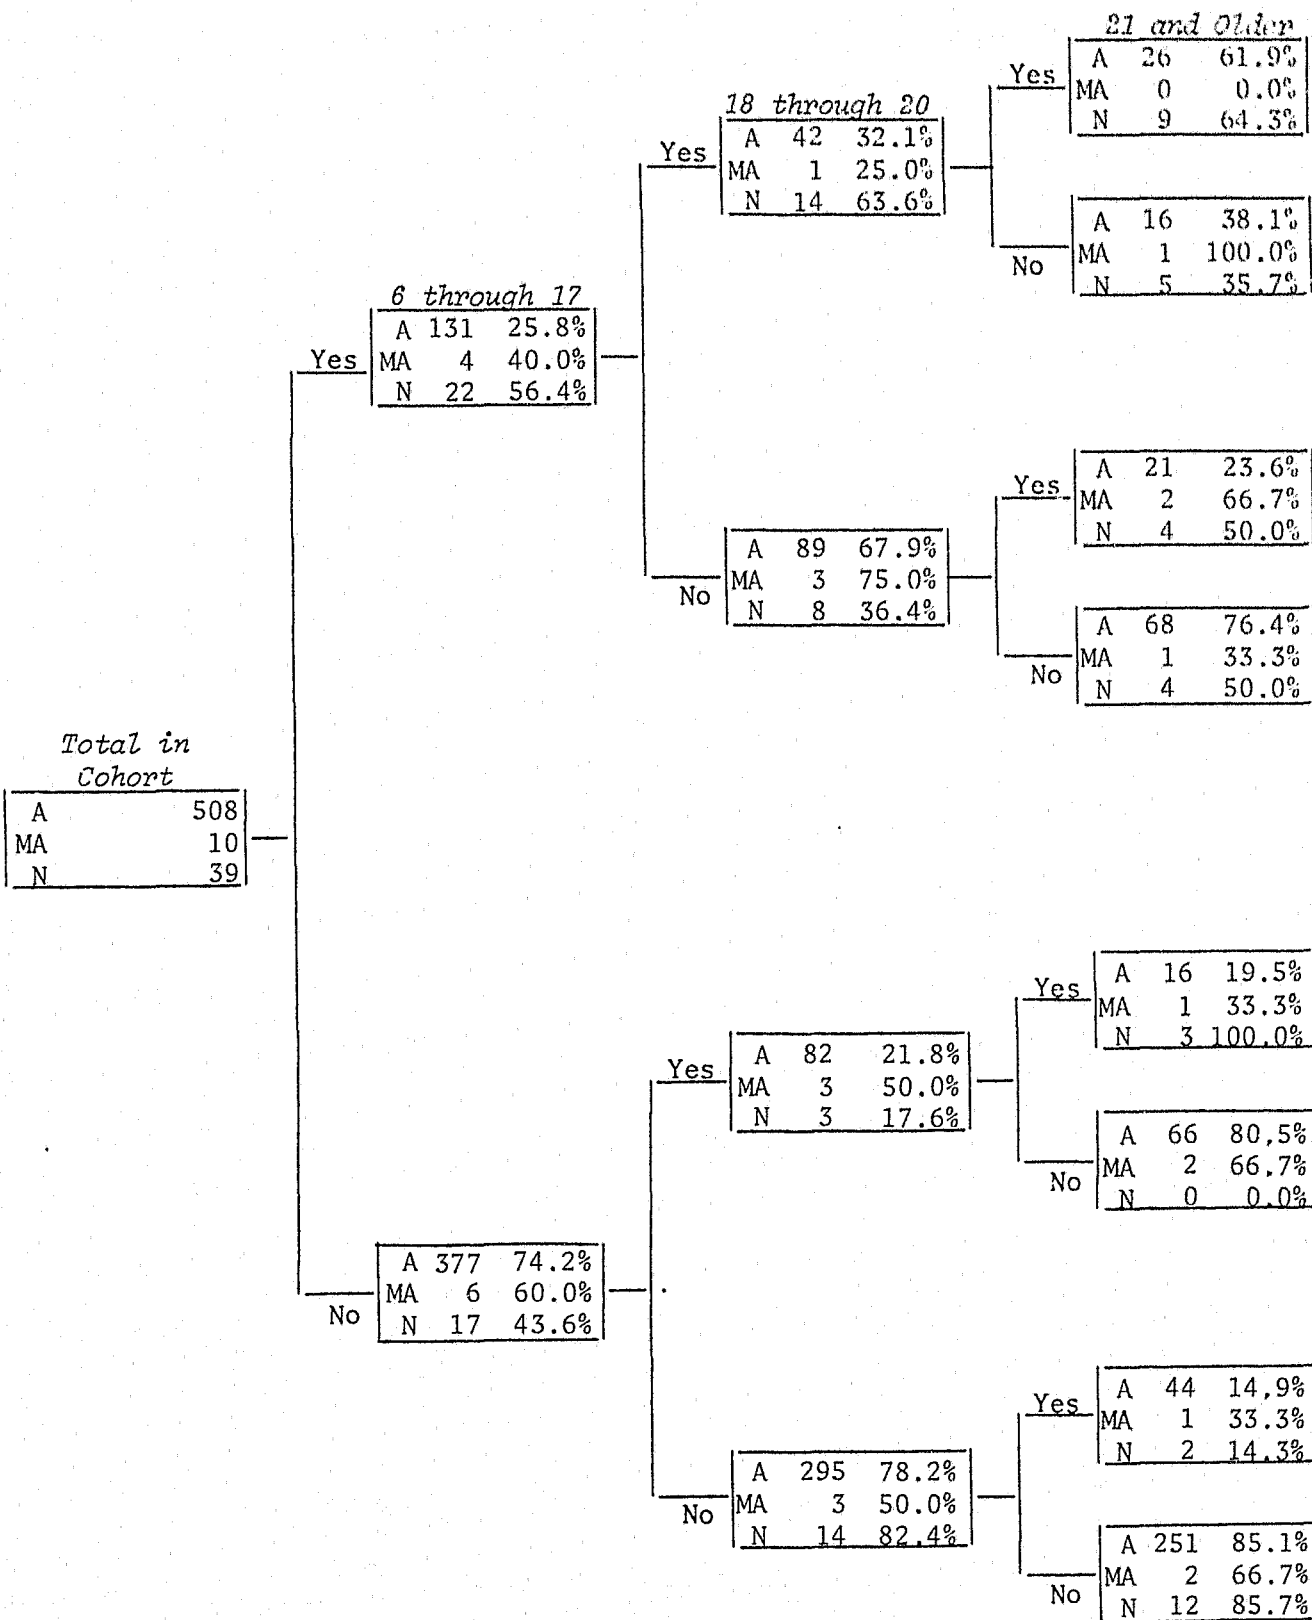 21 and Older
Yes
A 26 61.9%
MA 0 0.0%
N 9 64.3%
18 through 20
Yes
A 42 32.1%
MA 1 25.0%
N 14 63.6%
No
A 16 38.1%
MA 1 100.0%
N 5 35.7%
6 through 17
Yes
A 131 25.8%
MA 4 40.0%
N 22 56.4%
Yes
A 21 23.6%
MA 2 66.7%
N 4 50.0%
No
A 89 67.9%
MA 3 75.0%
N 8 36.4%
No
A 68 76.4%
MA 1 33.3%
N 4 50.0%
Total in
Cohort
A 508
MA 10
N 39
Yes
A 16 19.5%
MA 1 33.3%
N 3 100.0%
Yes
A 82 21.8%
MA 3 50.0%
N 3 17.6%
No
A 66 80,5%
MA 2 66,7%
N 0 0.0%
No
A 377 74.2%
MA 6 60.0%
N 17 43.6%
Yes
A 44 14,9%
MA 1 33.3%
N 2 14.3%
No
A 295 78.2%
MA 3 50.0%
N 14 82.4%
No
A 251 85.1%
MA 2 66.7%
N 12 85.7%